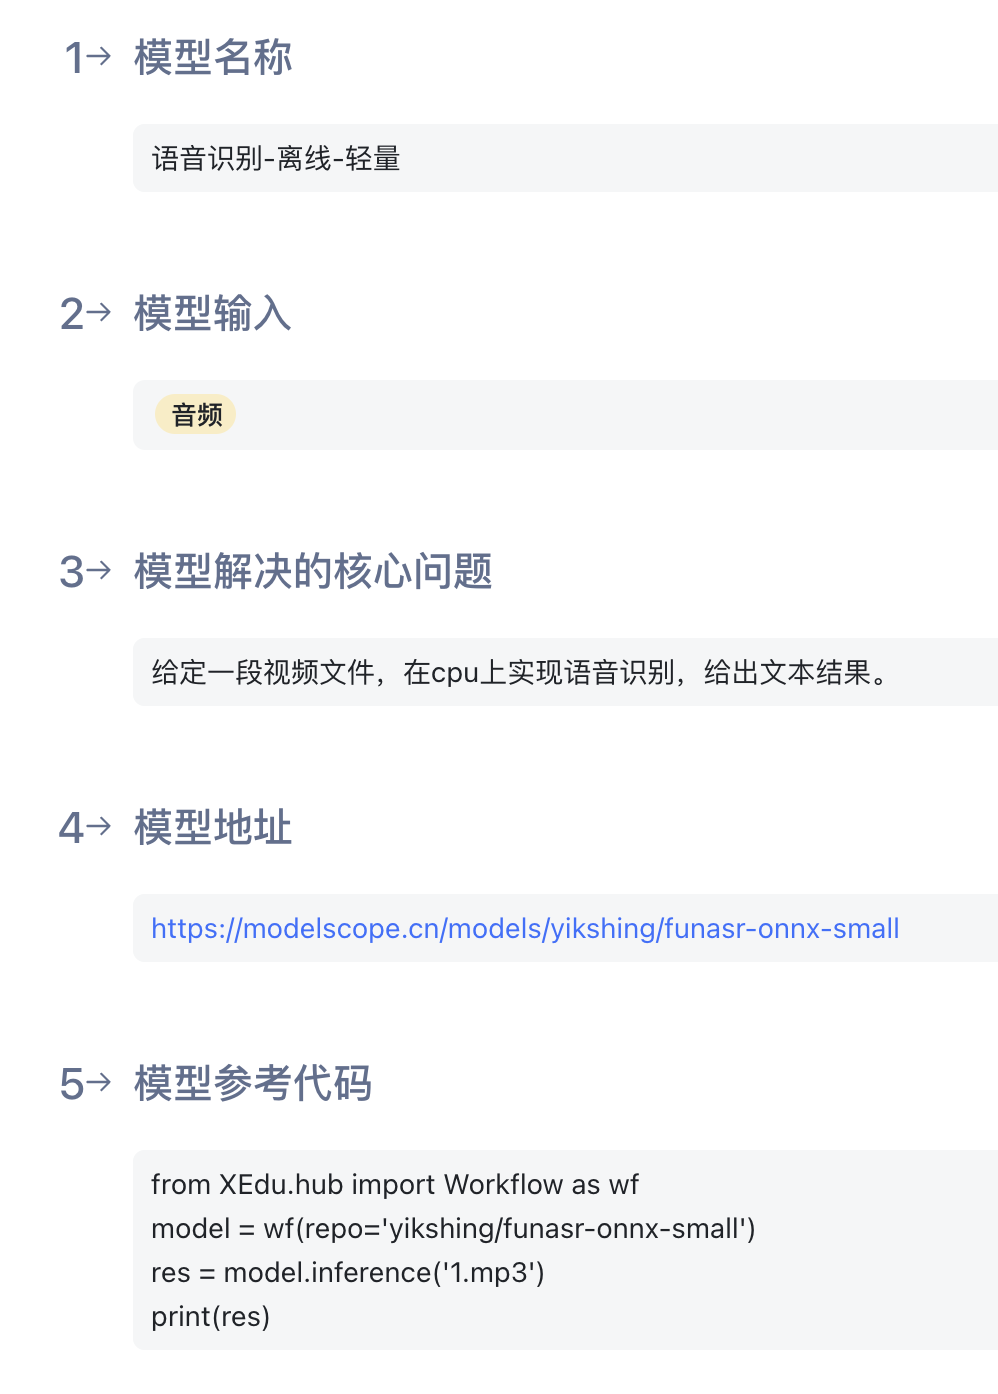 1→ 模型名称
语音识别-离线-轻量
2→ 模型输入
音频
3→ 模型解决的核心问题
给定一段视频文件，在cpu上实现语音识别，给出文本结果。
4→ 模型地址
https://modelscope.cn/models/yikshing/funasr-onnx-small
5→ 模型参考代码
from XEdu.hub import Workflow as wf
model = wf(repo='yikshing/funasr-onnx-small')
res = model.inference('1.mp3')
print(res)